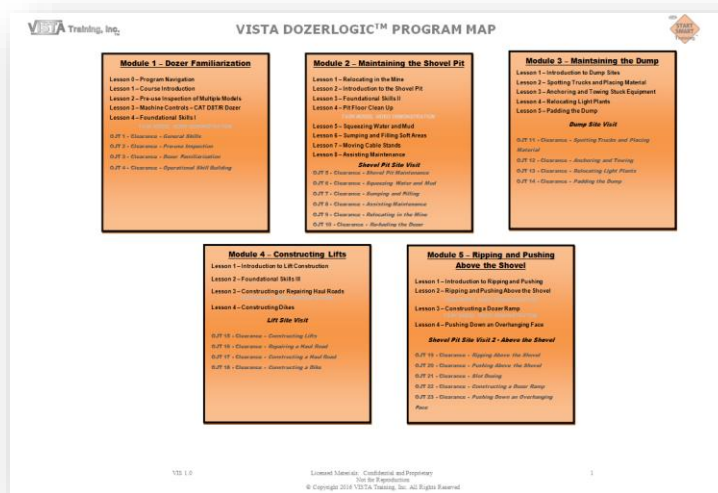 VISTA Training, Inc.
VISTA DOZERLOGIC™ PROGRAM MAP
START
SMART
Training
Module 1 – Dozer Familiarization
Lesson 0 – Program Navigation
Lesson 1 – Course Introduction
Lesson 2 – Pre-use Inspection of Multiple Models
Lesson 3 – Machine Controls – CAT D8T/R Dozer
Lesson 4 – Foundational Skills I
OJT 1 - Clearance – General Skills
OJT 2 - Clearance – Pre-use Inspection
OJT 3 - Clearance – Dozer Familiarization
OJT 4 - Clearance – Operational Skill Building
Module 2 – Maintaining the Shovel Pit
Lesson 1 – Relocating in the Mine
Lesson 2 – Introduction to the Shovel Pit
Lesson 3 – Foundational Skills II
Lesson 4 – Pit Floor Clean Up
Lesson 5 – Squeezing Water and Mud
Lesson 6 – Sumping and Filling Soft Areas
Lesson 7 – Moving Cable Stands
Lesson 8 – Assisting Maintenance
Shovel Pit Site Visit
OJT 5 - Clearance – Shovel Pit Maintenance
OJT 6 - Clearance – Squeezing Water and Mud
OJT 7 - Clearance – Sumping and Filling
OJT 8 - Clearance – Assisting Maintenance
OJT 9 - Clearance – Relocating in the Mine
OJT 10 - Clearance – Re-fueling the Dozer
Module 3 – Maintaining the Dump
Lesson 1 – Introduction to Dump Sites
Lesson 2 – Spotting Trucks and Placing Material
Lesson 3 – Anchoring and Towing Stuck Equipment
Lesson 4 – Relocating Light Plants
Lesson 5 – Padding the Dump
Dump Site Visit
OJT 11 - Clearance – Spotting Trucks and Placing
Material
OJT 12 - Clearance – Anchoring and Towing
OJT 13 - Clearance – Relocating Light Plants
OJT 14 - Clearance – Padding the Dump
Module 4 – Constructing Lifts
Lesson 1 – Introduction to Lift Construction
Lesson 2 – Foundational Skills III
Lesson 3 – Constructing or Repairing Haul Roads
Lesson 4 – Constructing Dikes
Lift Site Visit
OJT 15 - Clearance – Constructing Lifts
OJT 16 - Clearance – Repairing a Haul Road
OJT 17 - Clearance – Constructing a Haul Road
OJT 18 - Clearance – Constructing a Dike
Module 5 – Ripping and Pushing
Above the Shovel
Lesson 1 – Introduction to Ripping and Pushing
Lesson 2 – Ripping and Pushing Above the Shovel
Lesson 3 – Constructing a Dozer Ramp
Lesson 4 – Pushing Down an Overhanging Face
Shovel Pit Site Visit 2 - Above the Shovel
OJT 19 - Clearance – Ripping Above the Shovel
OJT 20 - Clearance – Pushing Above the Shovel
OJT 21 - Clearance – Slot Dozing
OJT 22 - Clearance – Constructing a Dozer Ramp
OJT 23 - Clearance – Pushing Down an Overhanging
Face
VIS 1.0
Licensed Materials: Confidential and Proprietary
1
Not for Reproduction
© Copyright 2010 VISTA Training, Inc. All Rights Reserved